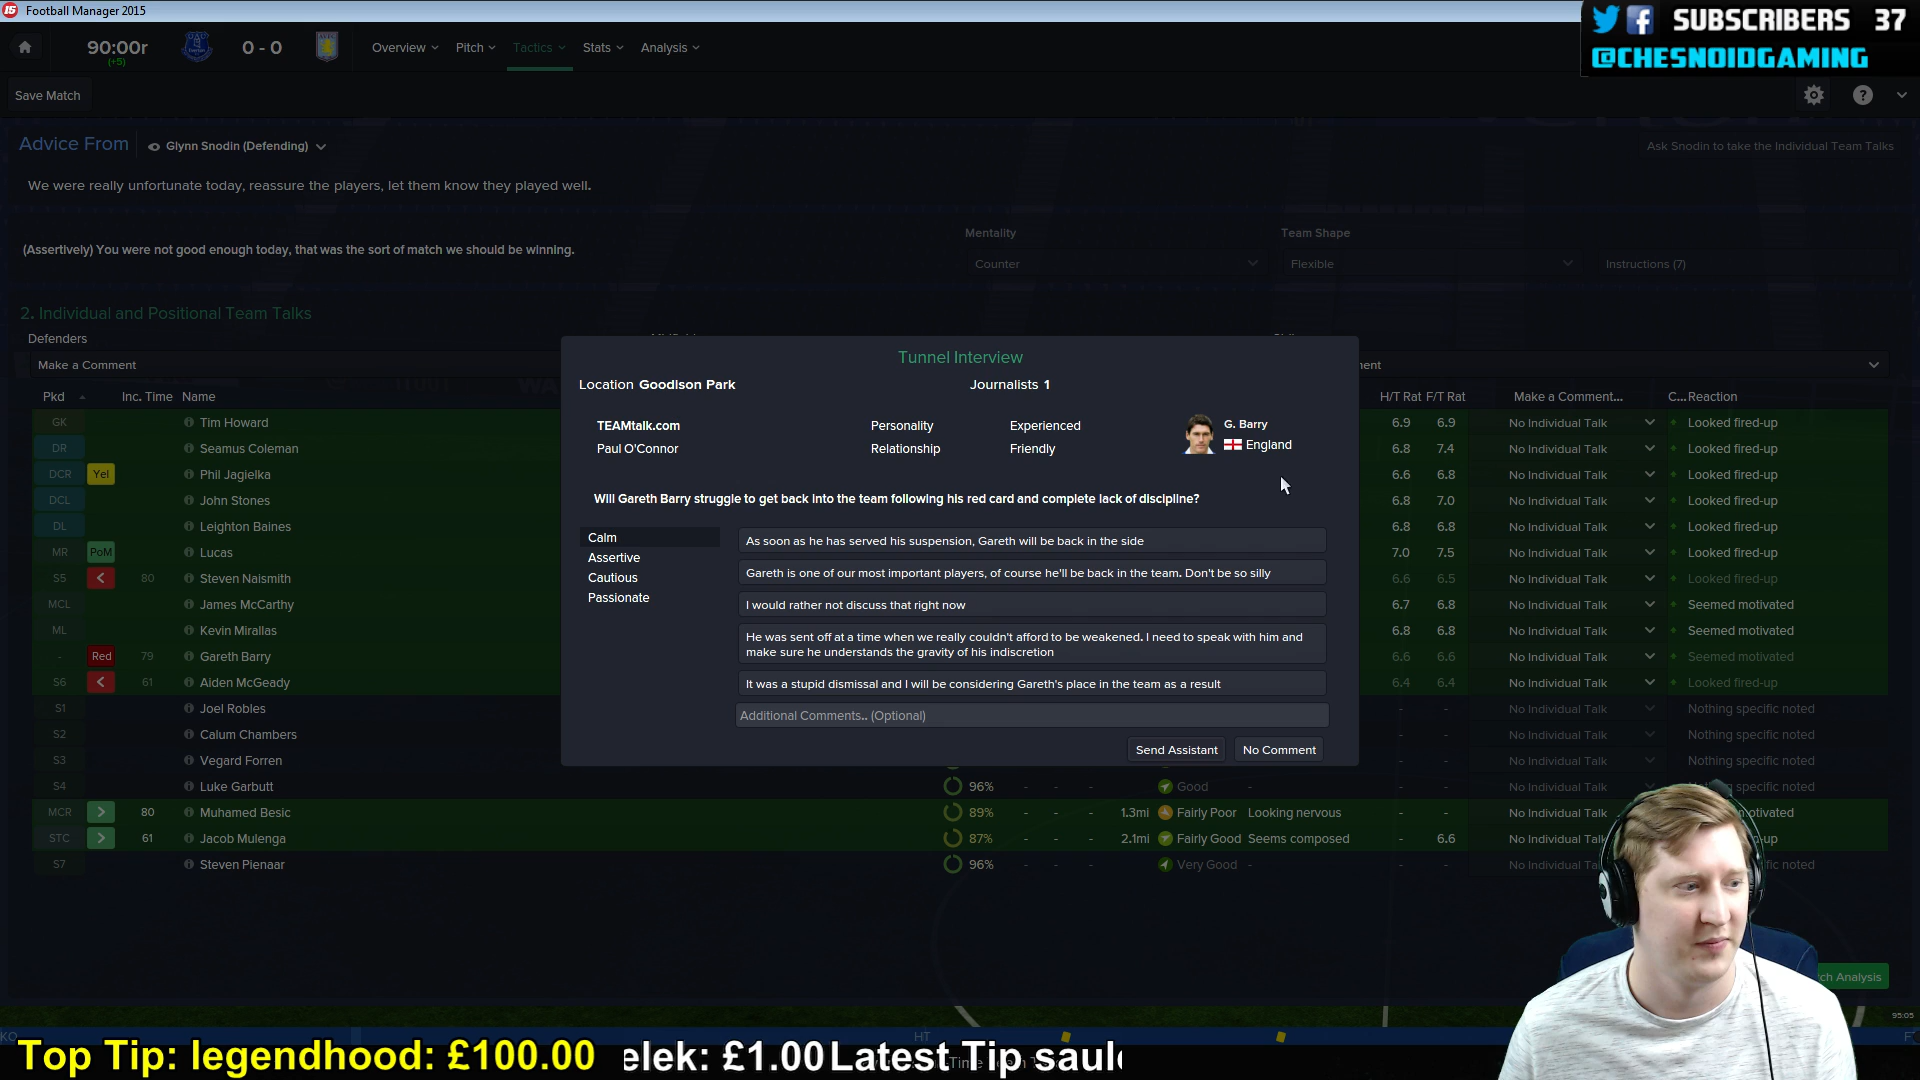 Football Manager 2015
SUBSCRIBERS 37
@CHESNOIDGAMING
90:00r
(+5)
0 - 0
Overview
Pitch
Tactics
Stats
Analysis
Save Match
Advice From
Glynn Snodin (Defending)
Ask Snodin to take the Individual Team Talks
We were really unfortunate today, reassure the players, let them know they played well.
(Assertively) You were not good enough today, that was the sort of match we should be winning.
Mentality
Counter
Team Shape
Flexible
Instructions (7)
2. Individual and Positional Team Talks
Defenders
Make a Comment
Pkd Inc. Time Name H/T Rat F/T Rat Make a Comment... C... Reaction
GK Tim Howard 6.9 6.9 No Individual Talk Looked fired-up
DR Seamus Coleman 6.8 7.4 No Individual Talk Looked fired-up
DCR Yel Phil Jagielka 6.6 6.8 No Individual Talk Looked fired-up
DCL John Stones 6.8 7.0 No Individual Talk Looked fired-up
DL Leighton Baines 6.8 6.8 No Individual Talk Looked fired-up
MR PoM Lucas 7.0 7.5 No Individual Talk Looked fired-up
S5 80 Steven Naismith 6.6 6.5 No Individual Talk Looked fired-up
MCL James McCarthy 6.7 6.8 No Individual Talk Seemed motivated
ML Kevin Mirallas 6.8 6.8 No Individual Talk Seemed motivated
- Red 79 Gareth Barry 6.6 6.6 No Individual Talk Seemed motivated
S6 61 Aiden McGeady 6.4 6.4 No Individual Talk Looked fired-up
S1 Joel Robles - - No Individual Talk Nothing specific noted
S2 Calum Chambers - - No Individual Talk Nothing specific noted
S3 Vegard Forren - - No Individual Talk Nothing specific noted
S4 Luke Garbutt 96% - - - Good - - - No Individual Talk Nothing specific noted
MCR 80 Muhamed Besic 89% - - - 1.3mi Fairly Poor Looking nervous - - No Individual Talk
STC 61 Jacob Mulenga 87% - - - 2.1mi Fairly Good Seems composed - 6.6 No Individual Talk
S7 Steven Pienaar 96% - - - Very Good - - - No Individual
Tunnel Interview
Location Goodison Park
Journalists 1
TEAMtalk.com
Paul O'Connor
Personality Experienced
Relationship Friendly
G. Barry
England
Will Gareth Barry struggle to get back into the team following his red card and complete lack of discipline?
Calm
Assertive
Cautious
Passionate
As soon as he has served his suspension, Gareth will be back in the side
Gareth is one of our most important players, of course he'll be back in the team. Don't be so silly
I would rather not discuss that right now
He was sent off at a time when we really couldn't afford to be weakened. I need to speak with him and
make sure he understands the gravity of his indiscretion
It was a stupid dismissal and I will be considering Gareth's place in the team as a result
Additional Comments.. (Optional)
Send Assistant
No Comment
Analysis
95:05
KO
HT
Top Tip: legendhood: £100.00
elek: £1.00 Latest Tip saul